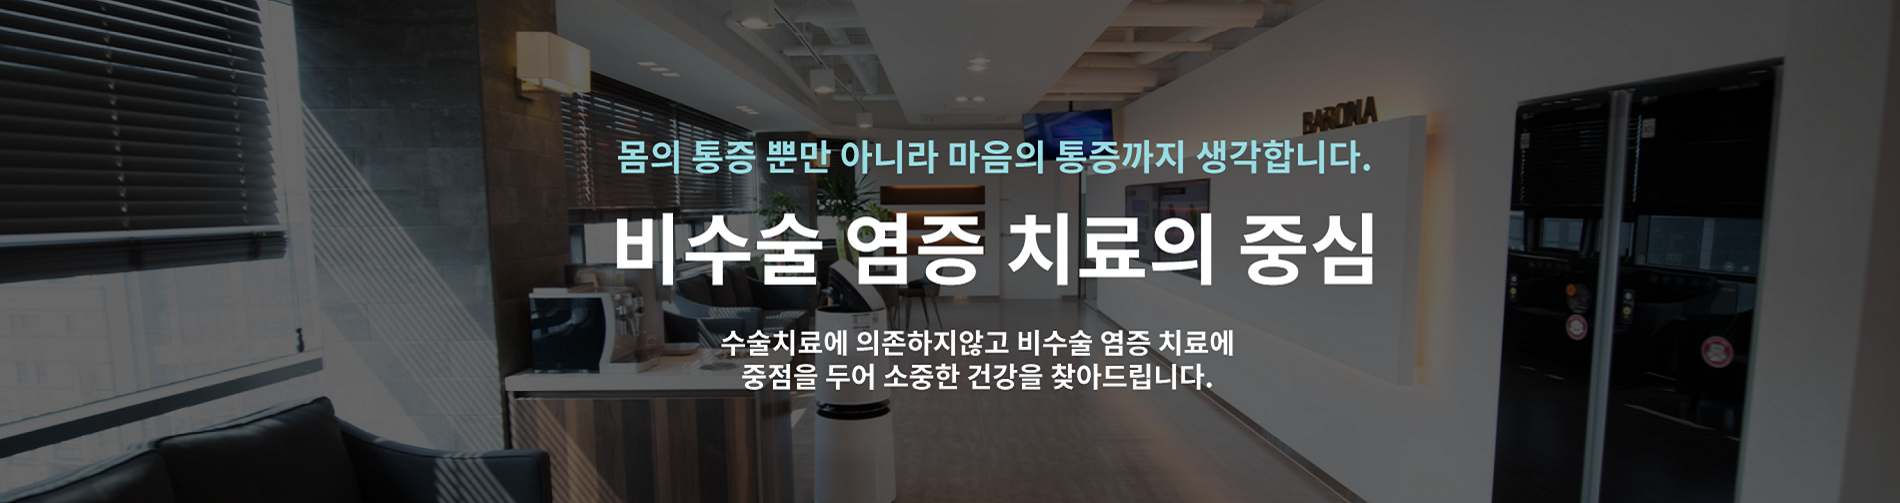 BARONA
몸의 통증 뿐만 아니라 마음의 통증까지 생각합니다.
비수술 염증 치료의 중심
수술치료에 의존하지않고 비수술 염증 치료에
중점을 두어 소중한 건강을 찾아드립니다.